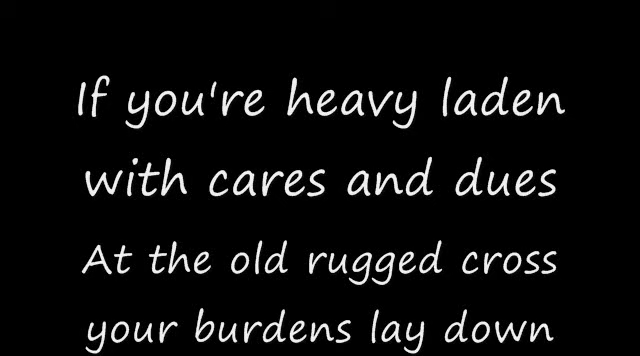 If you're heavy laden
with cares and dues
At the old rugged cross
your burdens lay down